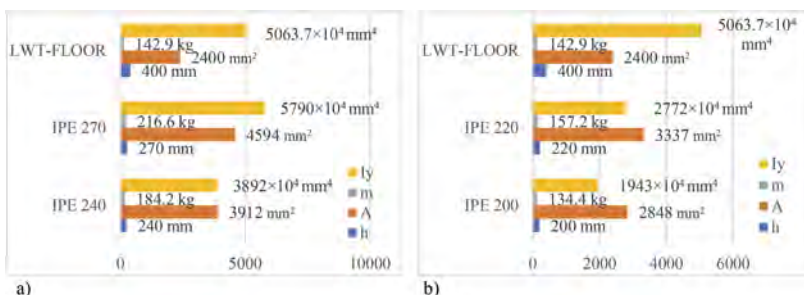 5063.7×10⁴ mm⁴
LWT-FLOOR
142.9 kg
2400 mm²
400 mm
5790×10⁴ mm⁴
IPE 270
216.6 kg
4594 mm²
270 mm
3892×10⁴ mm⁴
IPE 240
184.2 kg
3912 mm²
240 mm
Iy
m
A
h
0
5000
10000
a)
5063.7×10⁴
mm⁴
LWT-FLOOR
142.9 kg
2400 mm²
400 mm
2772×10⁴ mm⁴
IPE 220
157.2 kg
3337 mm²
220 mm
1943×10⁴ mm⁴
IPE 200
134.4 kg
2848 mm²
200 mm
Iy
m
A
h
0
2000
4000
6000
b)